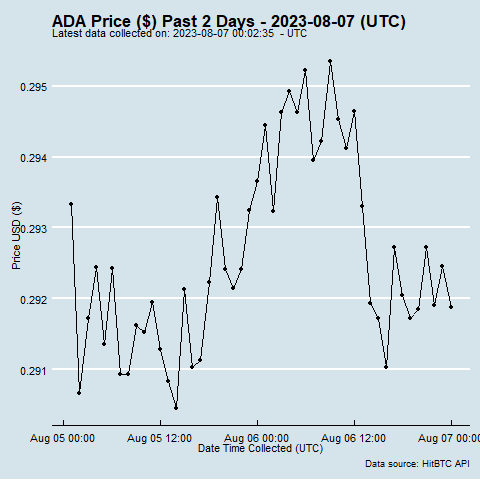 ADA Price ($) Past 2 Days - 2023-08-07 (UTC)
Latest data collected on: 2023-08-07 00:02:35 - UTC
0.295
0.294
0.293
0.292
0.291
Price USD ($)
Aug 05 00:00 Aug 05 12:00 Aug 06 00:00 Aug 06 12:00 Aug 07 00:00
Date Time Collected (UTC)
Data source: HitBTC API